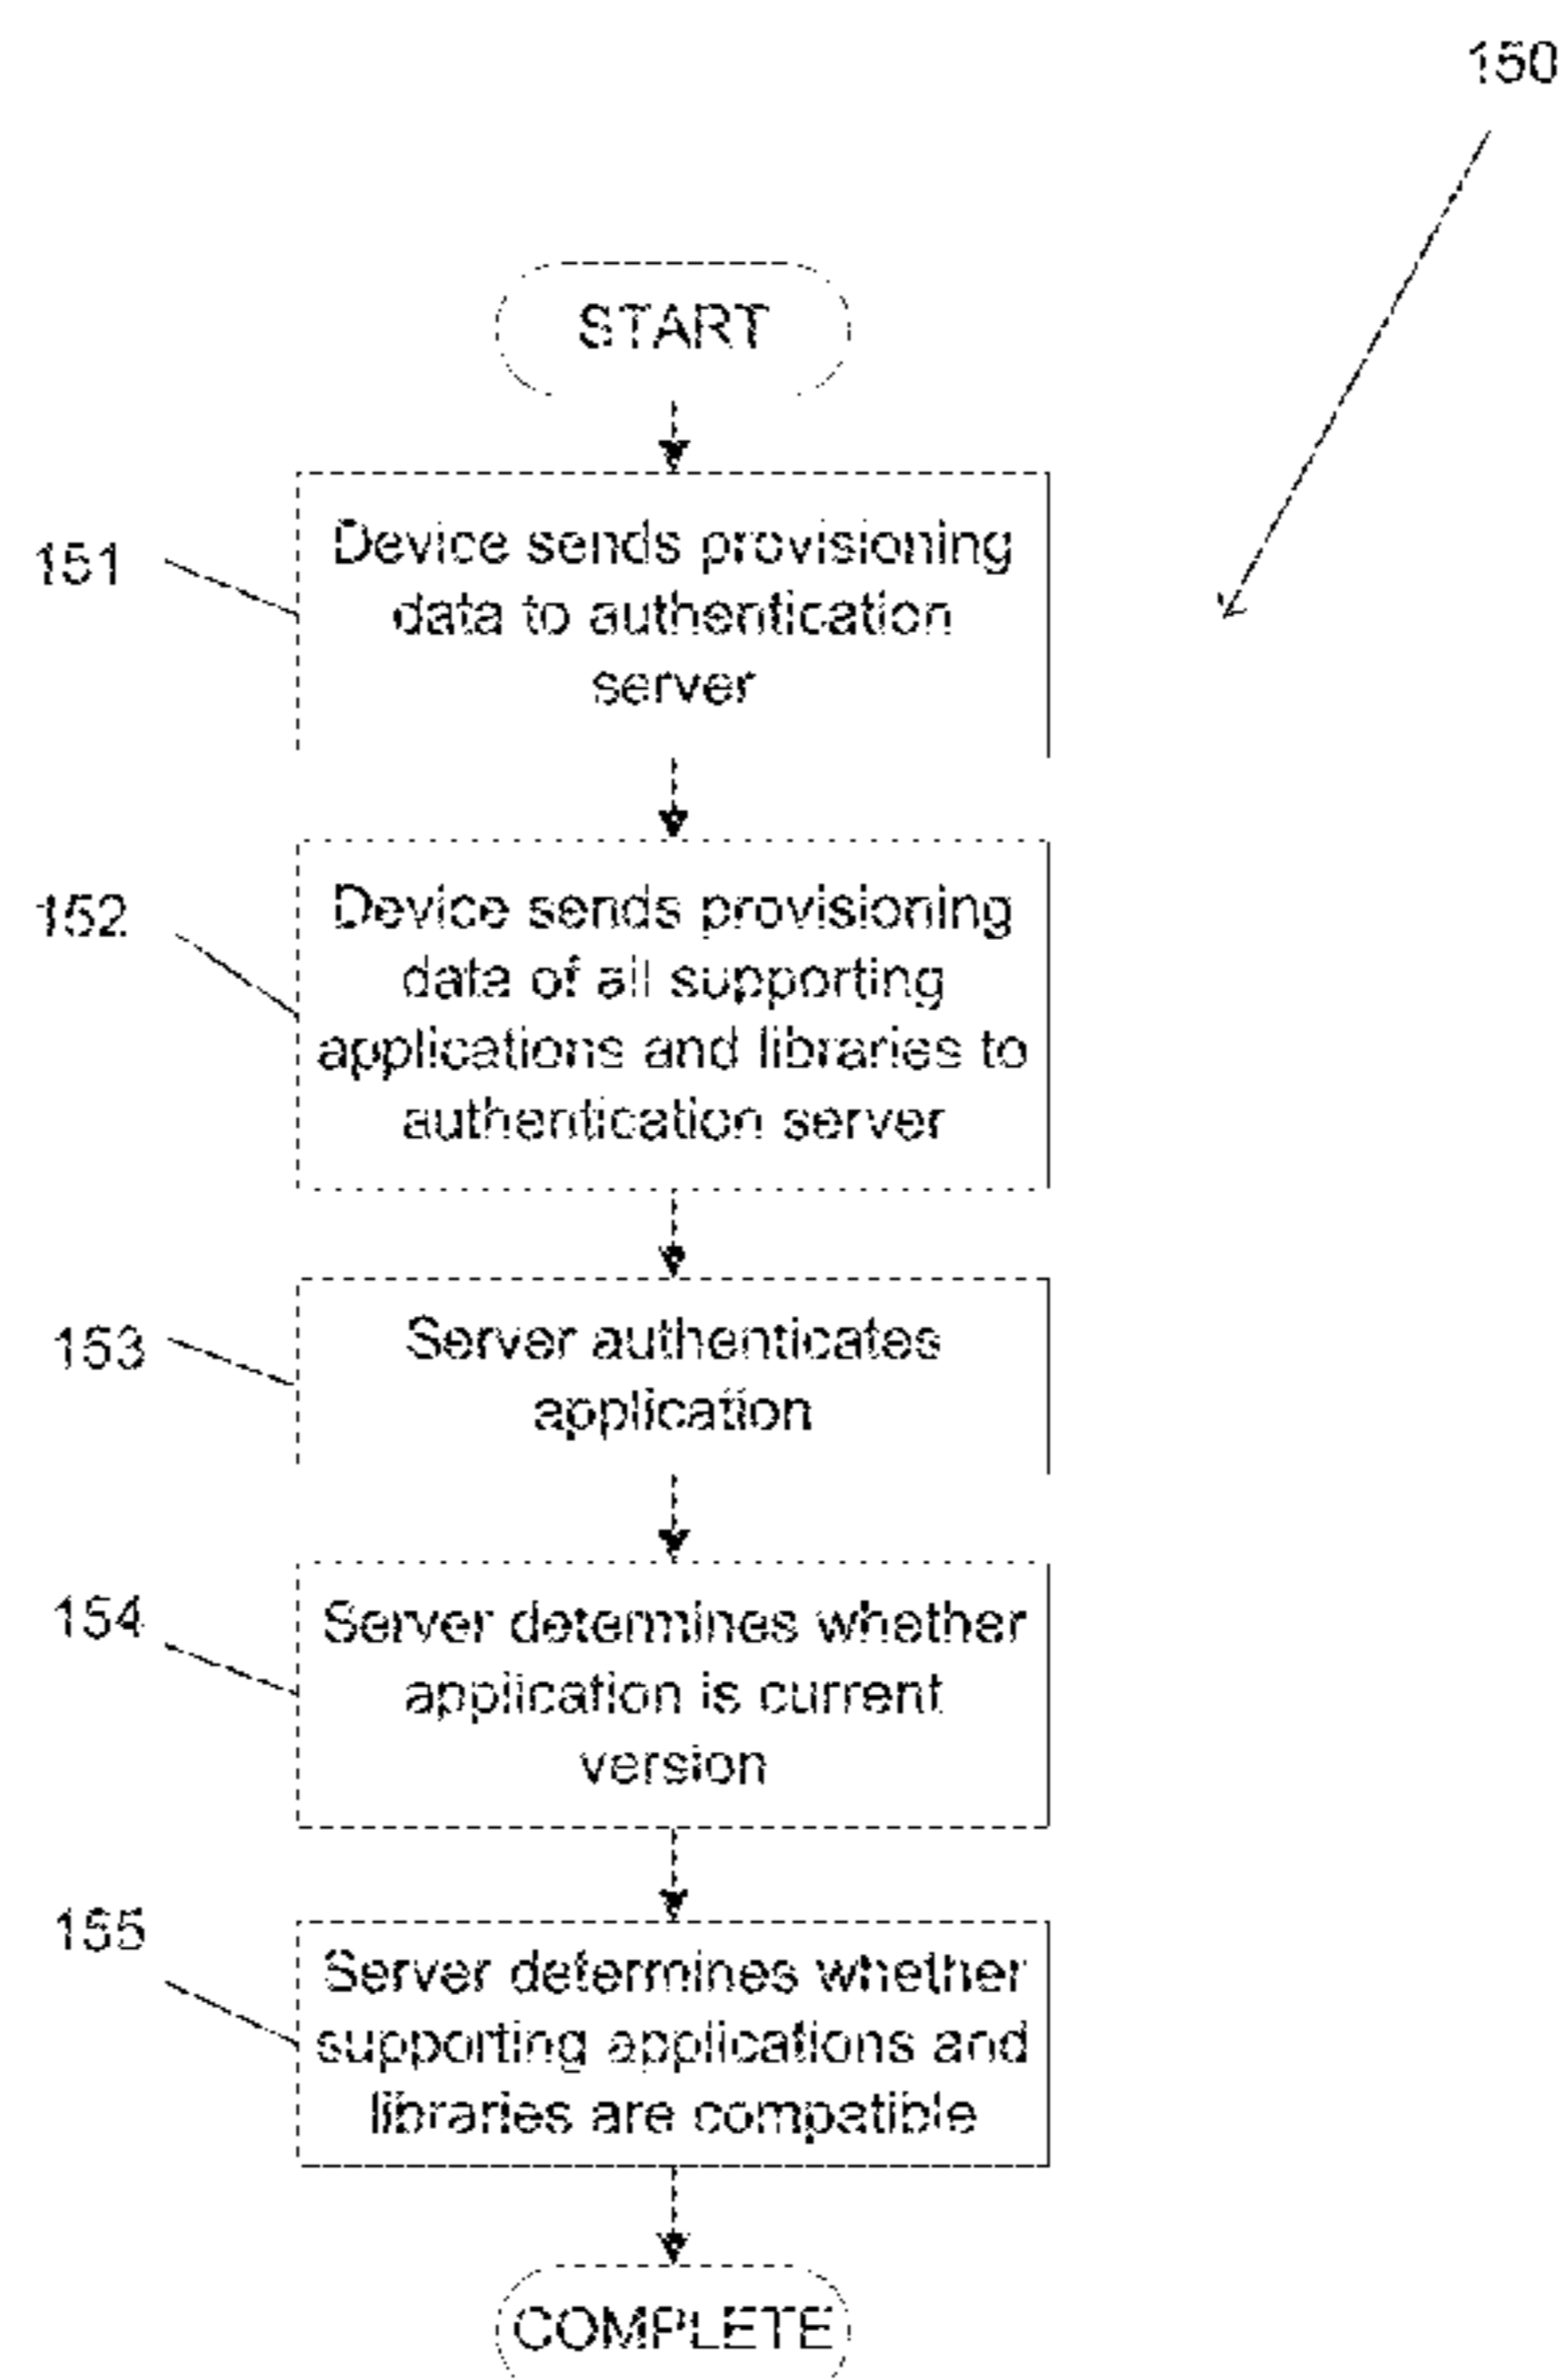 150
START
151
Device sends provisioning
data to authentication
server
152
Device sends provisioning
data of all supporting
applications and libraries to
authentication server
153
Server authenticates
application
154
Server determines whether
application is current
version
155
Server determines whether
supporting applications and
libraries are compatible
COMPLETE